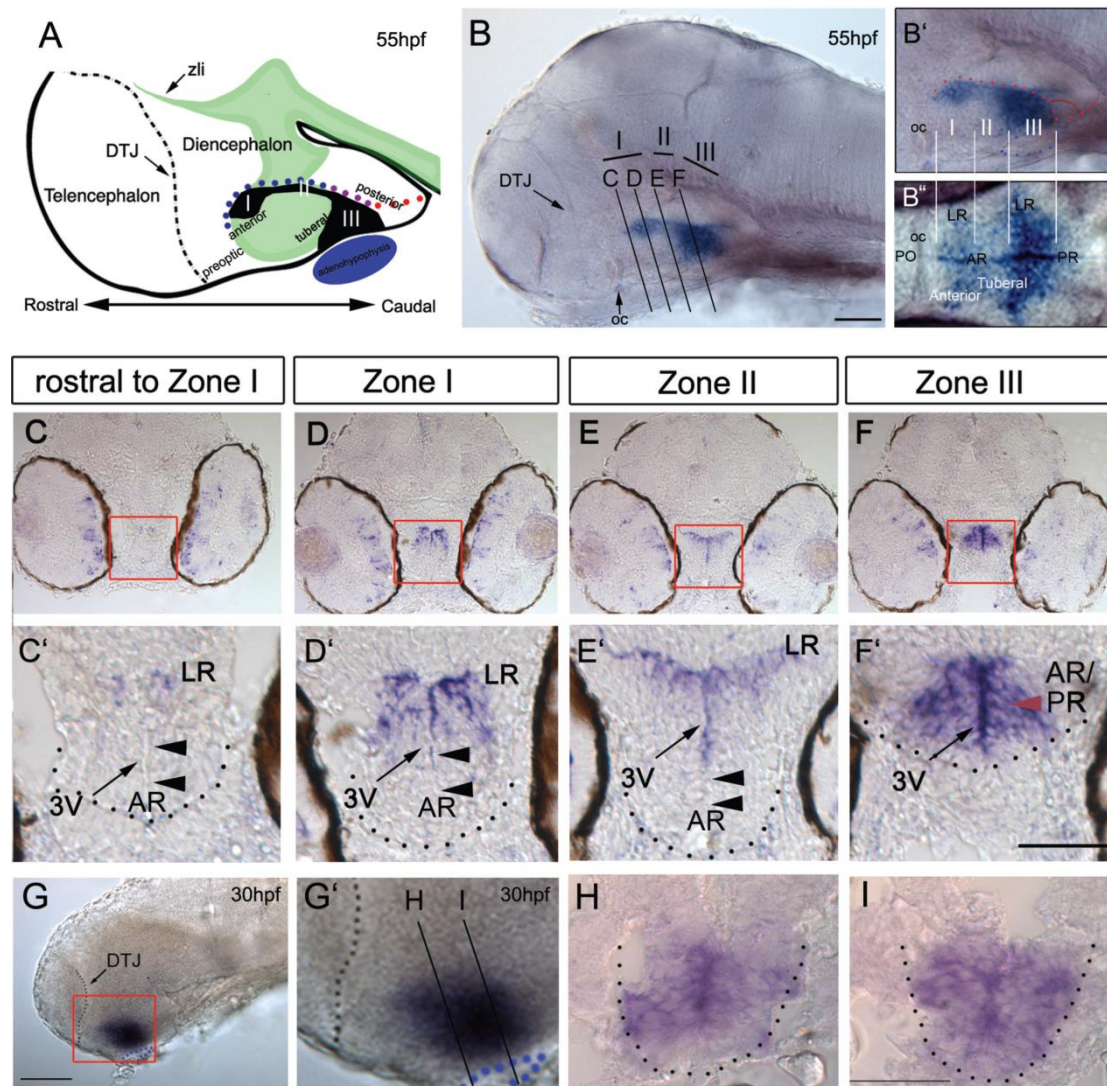 A
55hpf
zli
DTJ
Diencephalon
Telencephalon
I
II
III
anterior
tuberal
posterior
preoptic
adenohypophysis
Rostral
Caudal
B
55hpf
I
II
III
C D E F
DTJ
oc
B'
oc
I II III
B"
LR LR
oc
PO AR PR
Anterior Tuberal
rostral to Zone I
Zone I
Zone II
Zone III
C
D
E
F
C'
LR
3V
AR
D'
LR
3V
AR
E'
LR
3V
AR
F'
AR/
PR
3V
G
30hpf
DTJ
G'
H I
30hpf
H
I